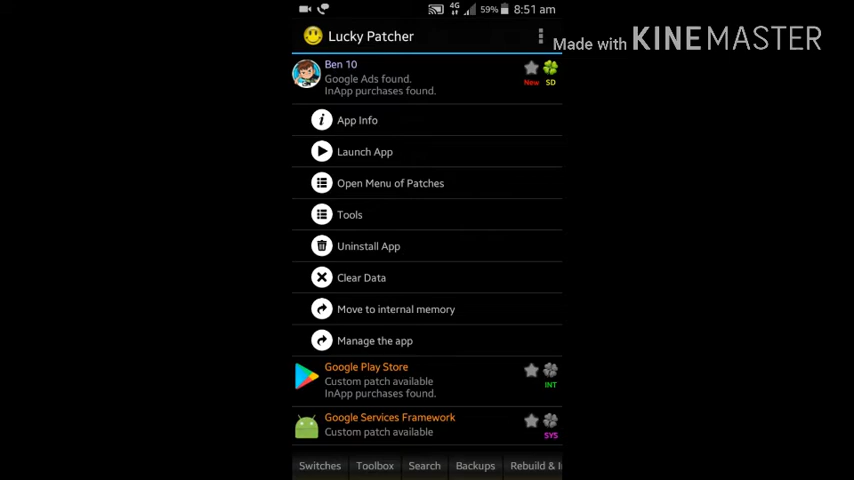 4G 59% 8:51 am
Lucky Patcher
Made with KINEMASTER
Ben 10
Google Ads found.
InApp purchases found.
New SD
App Info
Launch App
Open Menu of Patches
Tools
Uninstall App
Clear Data
Move to internal memory
Manage the app
Google Play Store
Custom patch available
InApp purchases found.
INT
Google Services Framework
Custom patch available
SYS
Switches Toolbox Search Backups Rebuild & I